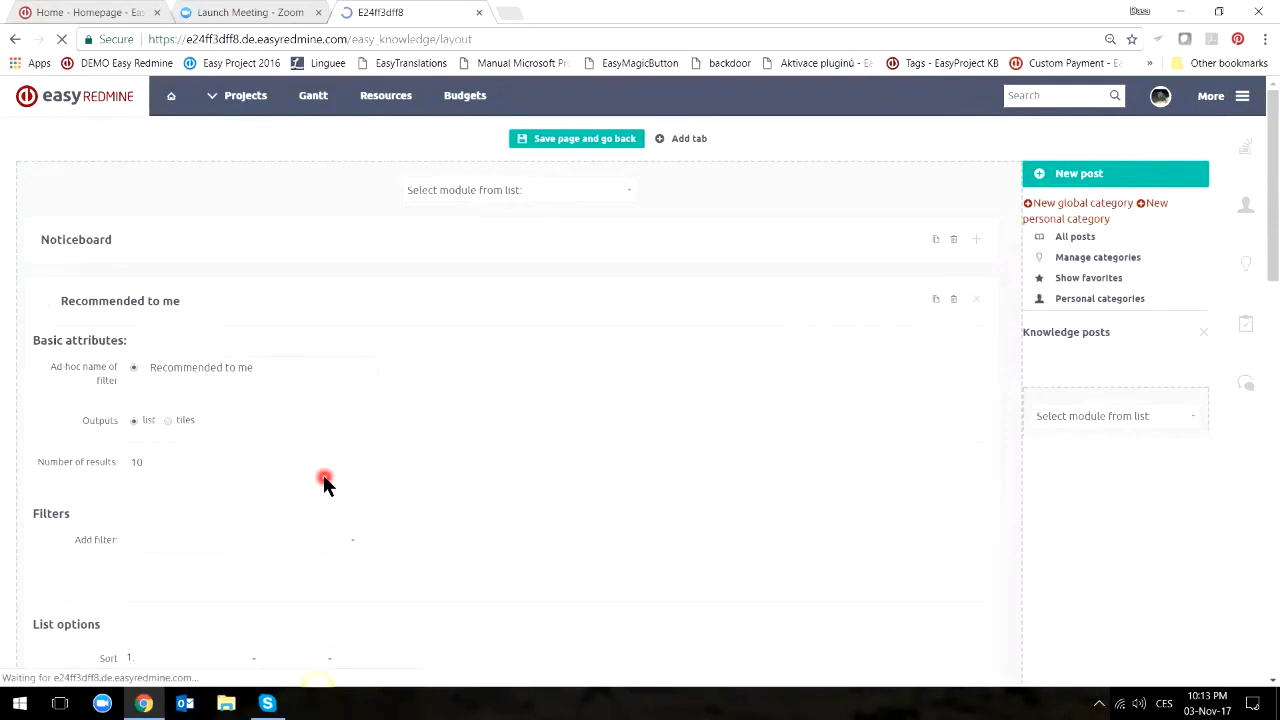 Home - Homepage - Eas
Launch Meeting - Zoom
E24ff3dff8
Secure
https://e24ff3dff8.de.easyredmine.com/easy_knowledge/layout
Apps
DEMO Easy Redmine
Easy Project 2016
Linguee
EasyTranslations
Manual Microsoft Pro
EasyMagicButton
backdoor
Aktivace pluginů - Ea
Tags - EasyProject KB
Custom Payment - Ea
»
Other bookmarks
easy REDMINE
Projects
Gantt
Resources
Budgets
Search
More
Save page and go back
Add tab
Select module from list:
New post
New global category New
personal category
Noticeboard
All posts
Manage categories
Show favorites
Recommended to me
Personal categories
Basic attributes:
Knowledge posts
Ad-hoc name of
filter
Recommended to me
Outputs
list
tiles
Select module from list
Number of results:
10
Filters
Add filter:
List options
Sort
1.
Waiting for e24ff3dff8.de.easyredmine.com...
CES
10:13 PM
03-Nov-17